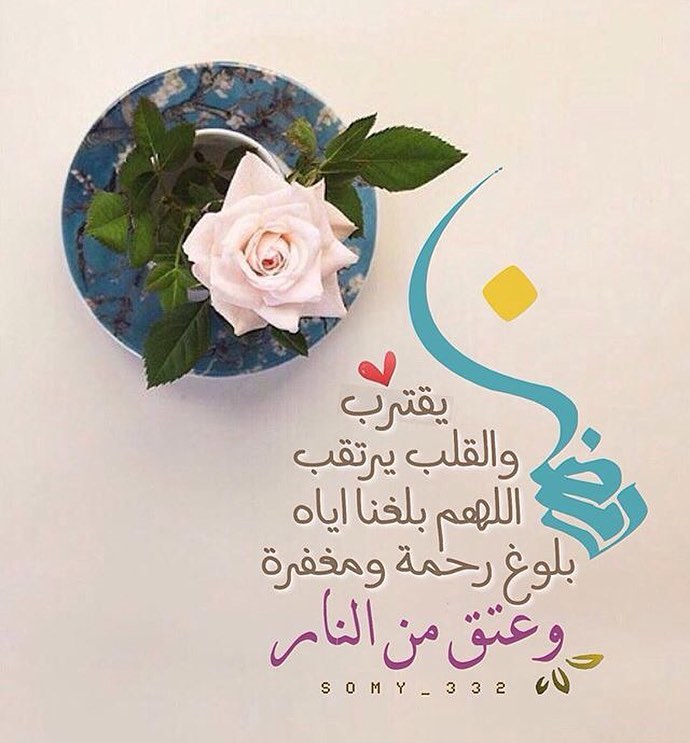 رمضان
يقترب
والقلب يرتقب
اللهم بلغنا اياه
بلوغ رحمة ومغفرة
وعتق من النار
SOMY_332